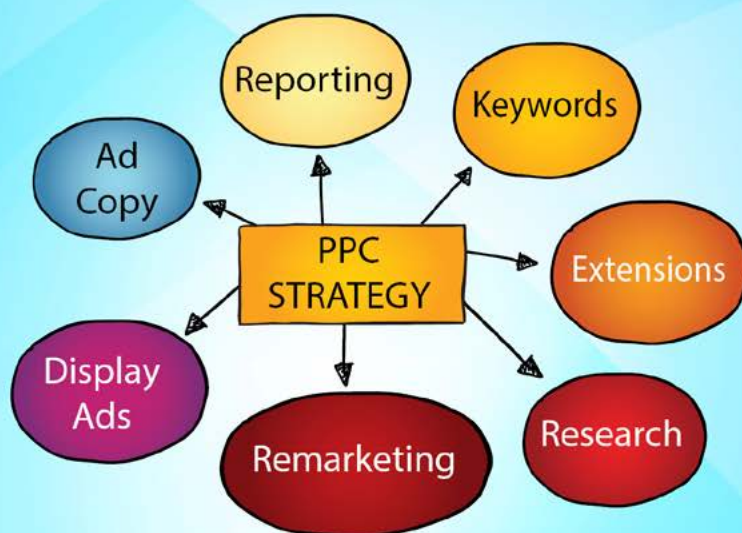 Reporting
Keywords
Ad
Copy
PPC
STRATEGY
Extensions
Display
Ads
Remarketing
Research